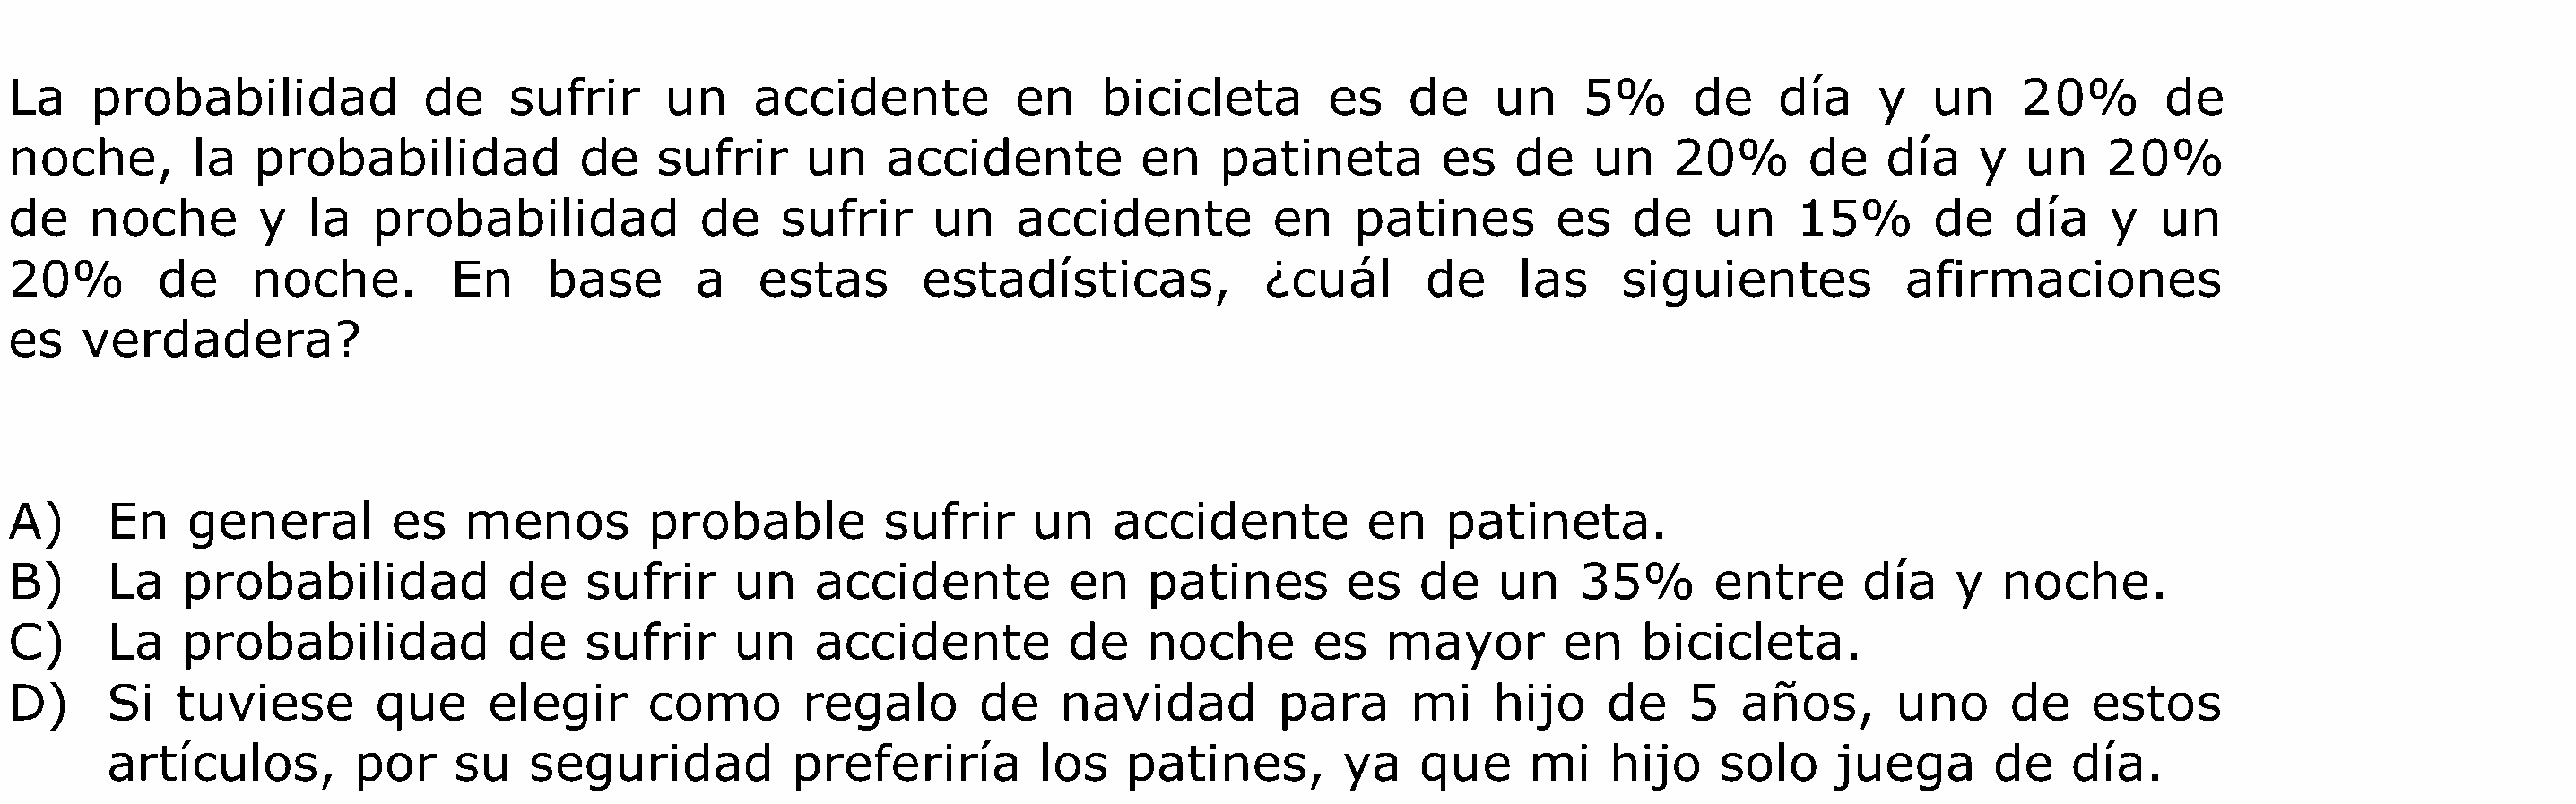 La probabilidad de sufrir un accidente en bicicleta es de un 5% de día y un 20% de
noche, la probabilidad de sufrir un accidente en patineta es de un 20% de día y un 20%
de noche y la probabilidad de sufrir un accidente en patines es de un 15% de día y un
20% de noche. En base a estas estadísticas, ¿cuál de las siguientes afirmaciones
es verdadera?
A) En general es menos probable sufrir un accidente en patineta.
B) La probabilidad de sufrir un accidente en patines es de un 35% entre día y noche.
C) La probabilidad de sufrir un accidente de noche es mayor en bicicleta.
D) Si tuviese que elegir como regalo de navidad para mi hijo de 5 años, uno de estos
artículos, por su seguridad preferiría los patines, ya que mi hijo solo juega de día.